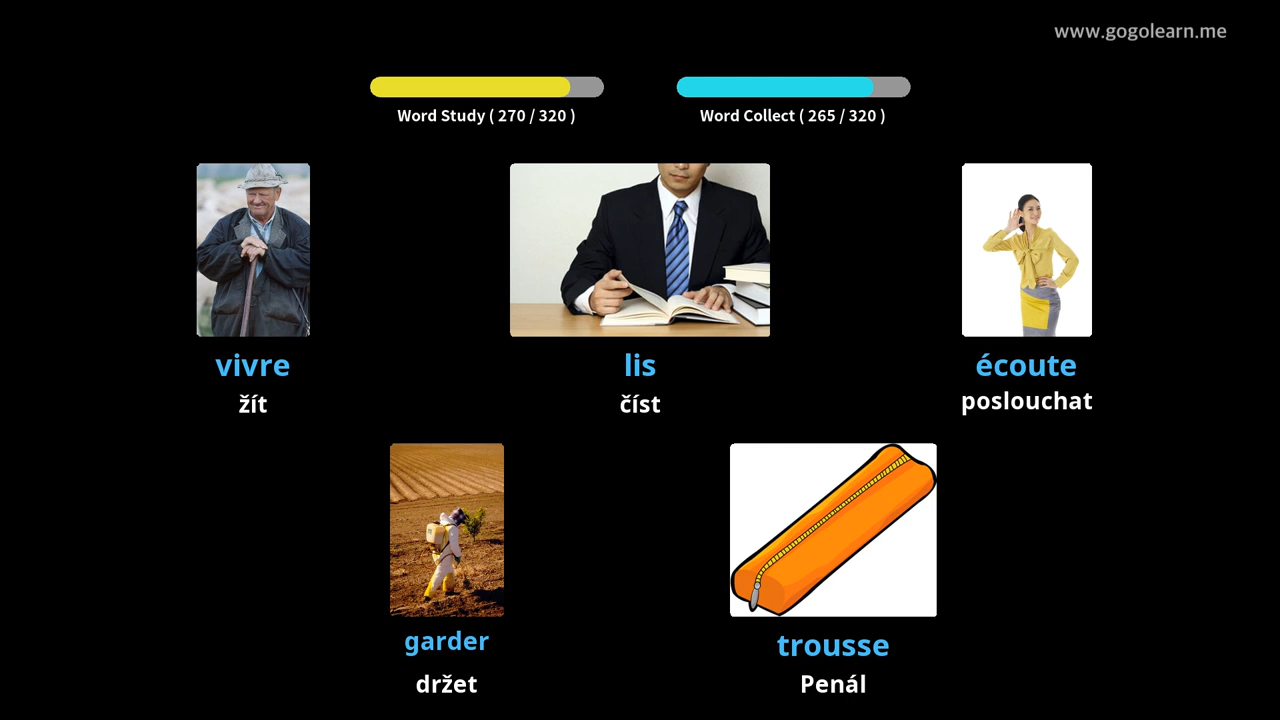 www.gogolearn.me
Word Study ( 270 / 320 )
Word Collect ( 265 / 320 )
vivre
lis
écoute
žít
číst
poslouchat
garder
trousse
držet
Penál